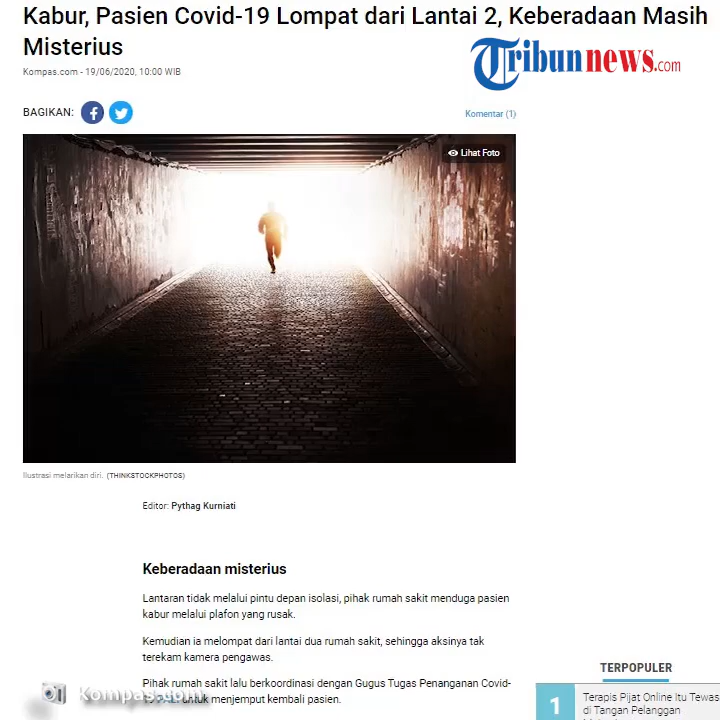 Kabur, Pasien Covid-19 Lompat dari Lantai 2, Keberadaan Masih
Misterius
Tribunnews.com
Kompas.com - 19/06/2020, 10:00 WIB
BAGIKAN:
Komentar (1)
Lihat Foto
Ilustrasi melarikan diri. (THINKSTOCKPHOTOS)
Editor: Pythag Kurniati
Keberadaan misterius
Lantaran tidak melalui pintu depan isolasi, pihak rumah sakit menduga pasien
kabur melalui plafon yang rusak.
Kemudian ia melompat dari lantai dua rumah sakit, sehingga aksinya tak
terekam kamera pengawas.
Pihak rumah sakit lalu berkoordinasi dengan Gugus Tugas Penanganan Covid-
untuk menjemput kembali pasien.
Kompas.com
TERPOPULER
1
Terapis Pijat Online Itu Tewas
di Tangan Pelanggan